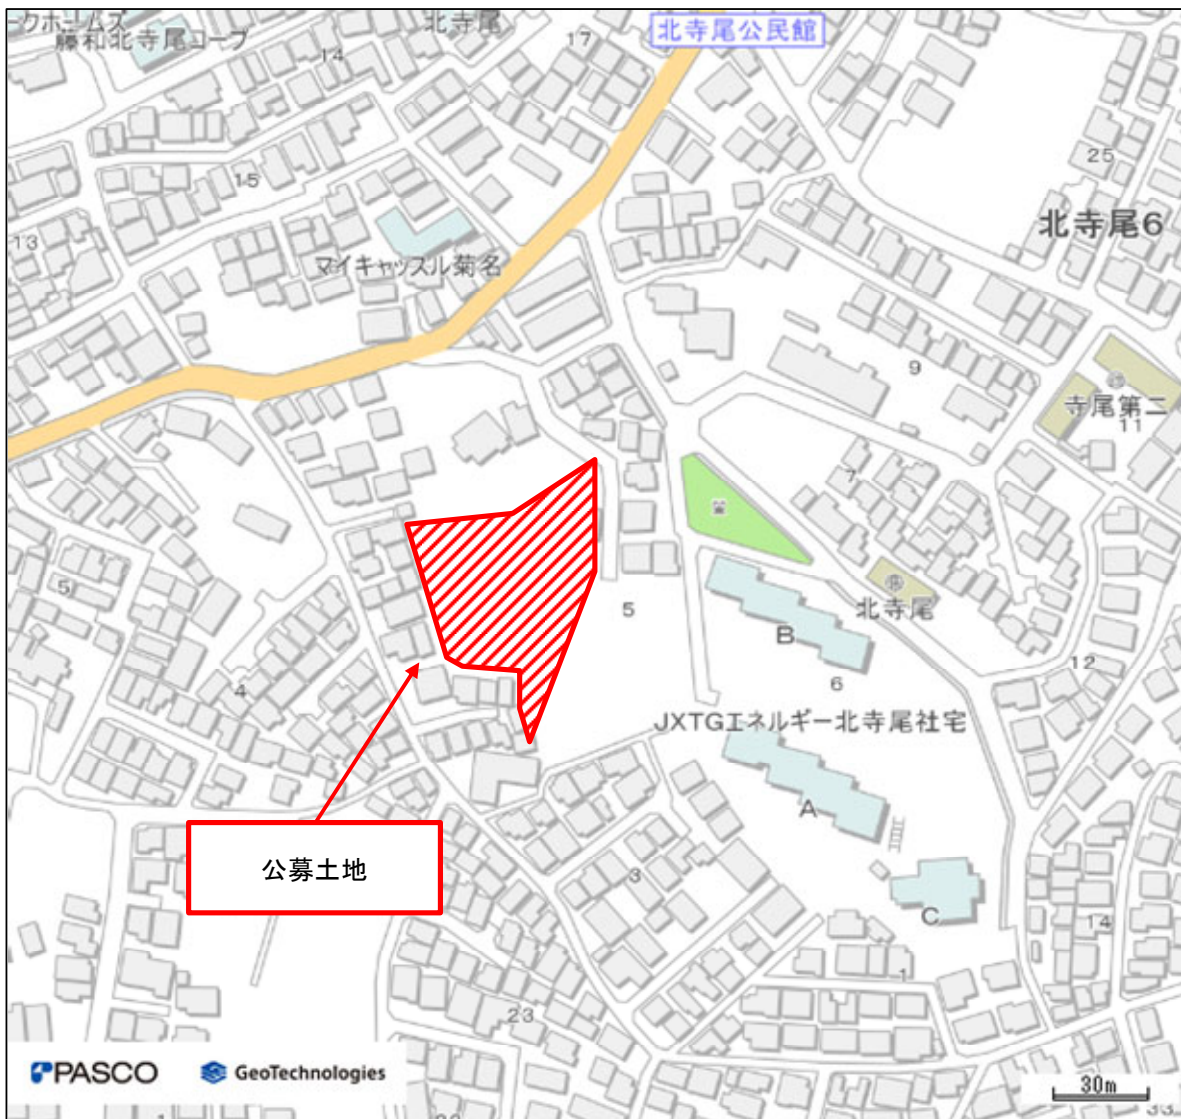 ークホームズ
藤和北寺尾コープ
北寺尾
17
北寺尾公民館
14
25
15
北寺尾6
13
マイキャッスル菊名
9
寺尾第二
11
7
5
5
北寺尾
B
12
4
6
JXTGエネルギー北寺尾社宅
A
公募土地
3
C
14
1
23
PASCO
GeoTechnologies
30m